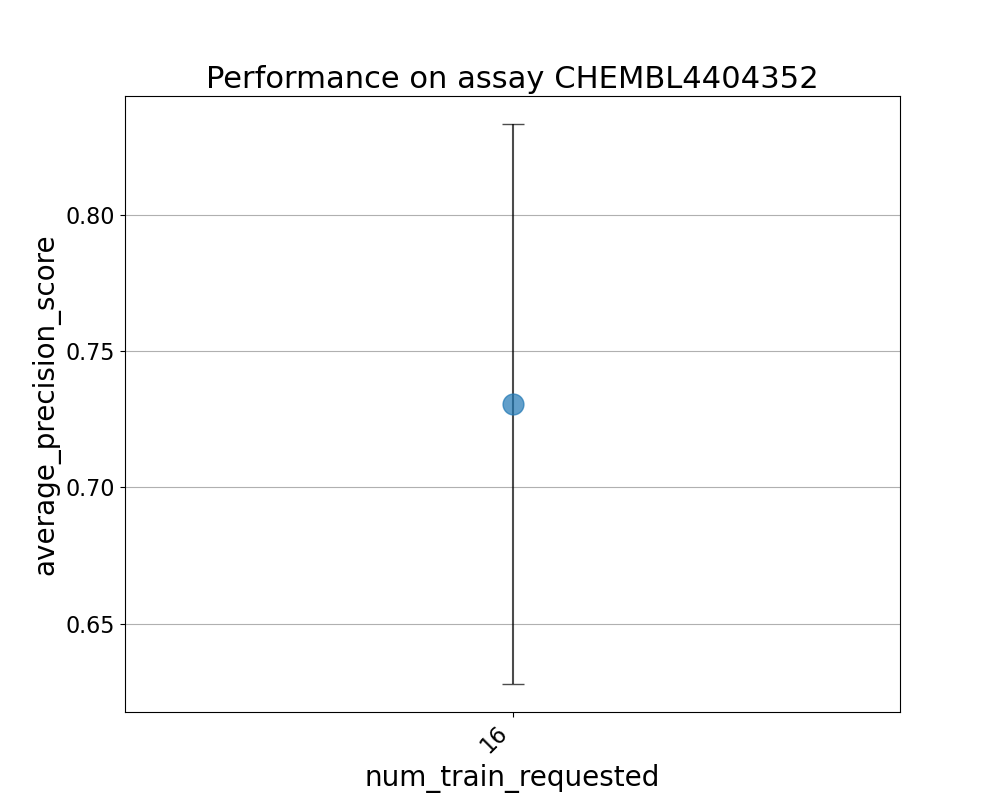 Performance on assay CHEMBL4404352
average_precision_score
0.80
0.75
0.70
0.65
16
num_train_requested